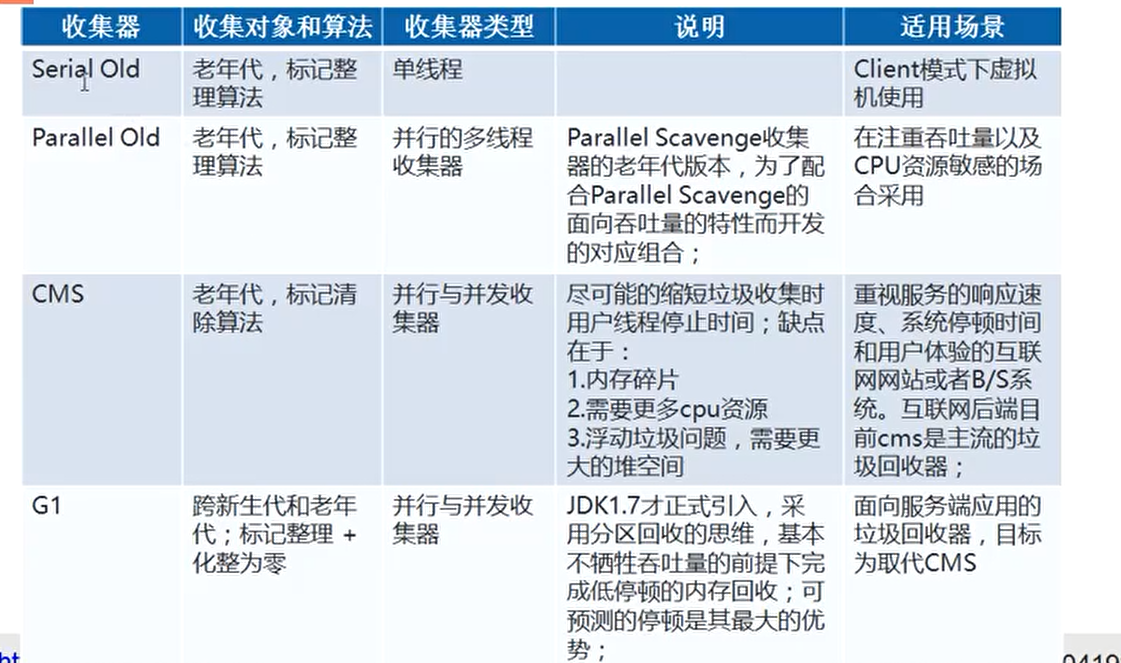 收集器 收集对象和算法 收集器类型 说明 适用场景
Serial Old
老年代，标记整
理算法
单线程
Client模式下虚拟
机使用
Parallel Old
老年代，标记整
理算法
并行的多线程
收集器
Parallel Scavenge收集
器的老年代版本，为了配
合Parallel Scavenge的
面向吞吐量的特性而开发
的对应组合；
在注重吞吐量以及
CPU资源敏感的场
合采用
CMS
老年代，标记清
除算法
并行与并发收
集器
尽可能的缩短垃圾收集时
用户线程停止时间；缺点
在于：
1.内存碎片
2.需要更多cpu资源
3.浮动垃圾问题，需要更
大的堆空间
重视服务的响应速
度、系统停顿时间
和用户体验的互联
网网站或者B/S系
统。互联网后端目
前cms是主流的垃
圾回收器；
G1
跨新生代和老年
代；标记整理 +
化整为零
并行与并发收
集器
JDK1.7才正式引入，采
用分区回收的思维，基本
不牺牲吞吐量的前提下完
成低停顿的内存回收；可
预测的停顿是其最大的优
势；
面向服务端应用的
垃圾回收器，目标
为取代CMS